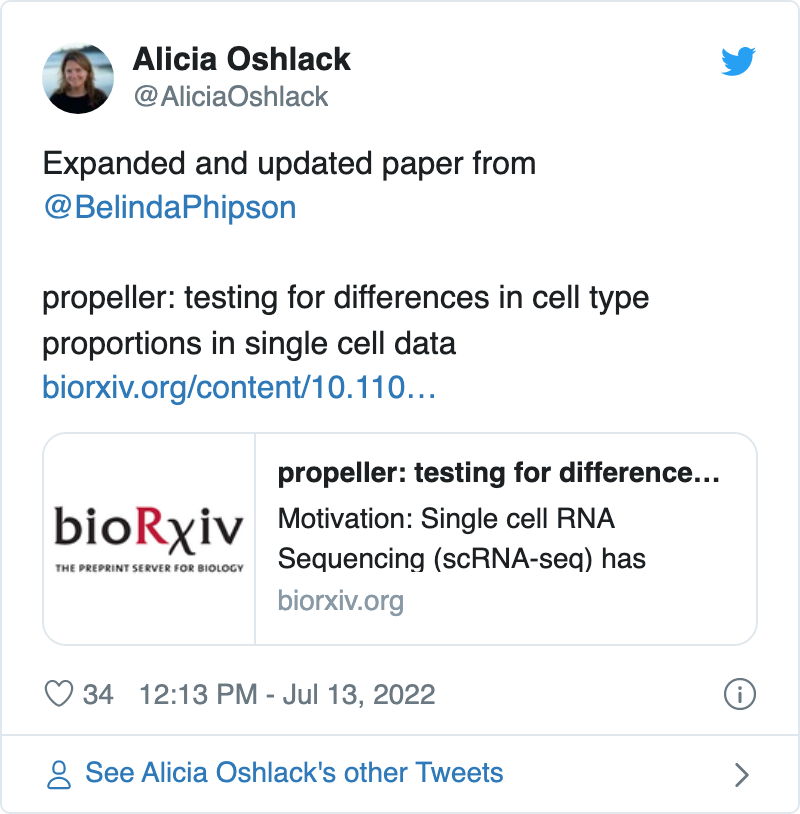 Alicia Oshlack
@AliciaOshlack
Expanded and updated paper from
@BelindaPhipson
propeller: testing for differences in cell type
proportions in single cell data
biorxiv.org/content/10.110…
bioRxiv
THE PREPRINT SERVER FOR BIOLOGY
propeller: testing for difference…
Motivation: Single cell RNA
Sequencing (scRNA-seq) has
biorxiv.org
34 12:13 PM - Jul 13, 2022
See Alicia Oshlack's other Tweets